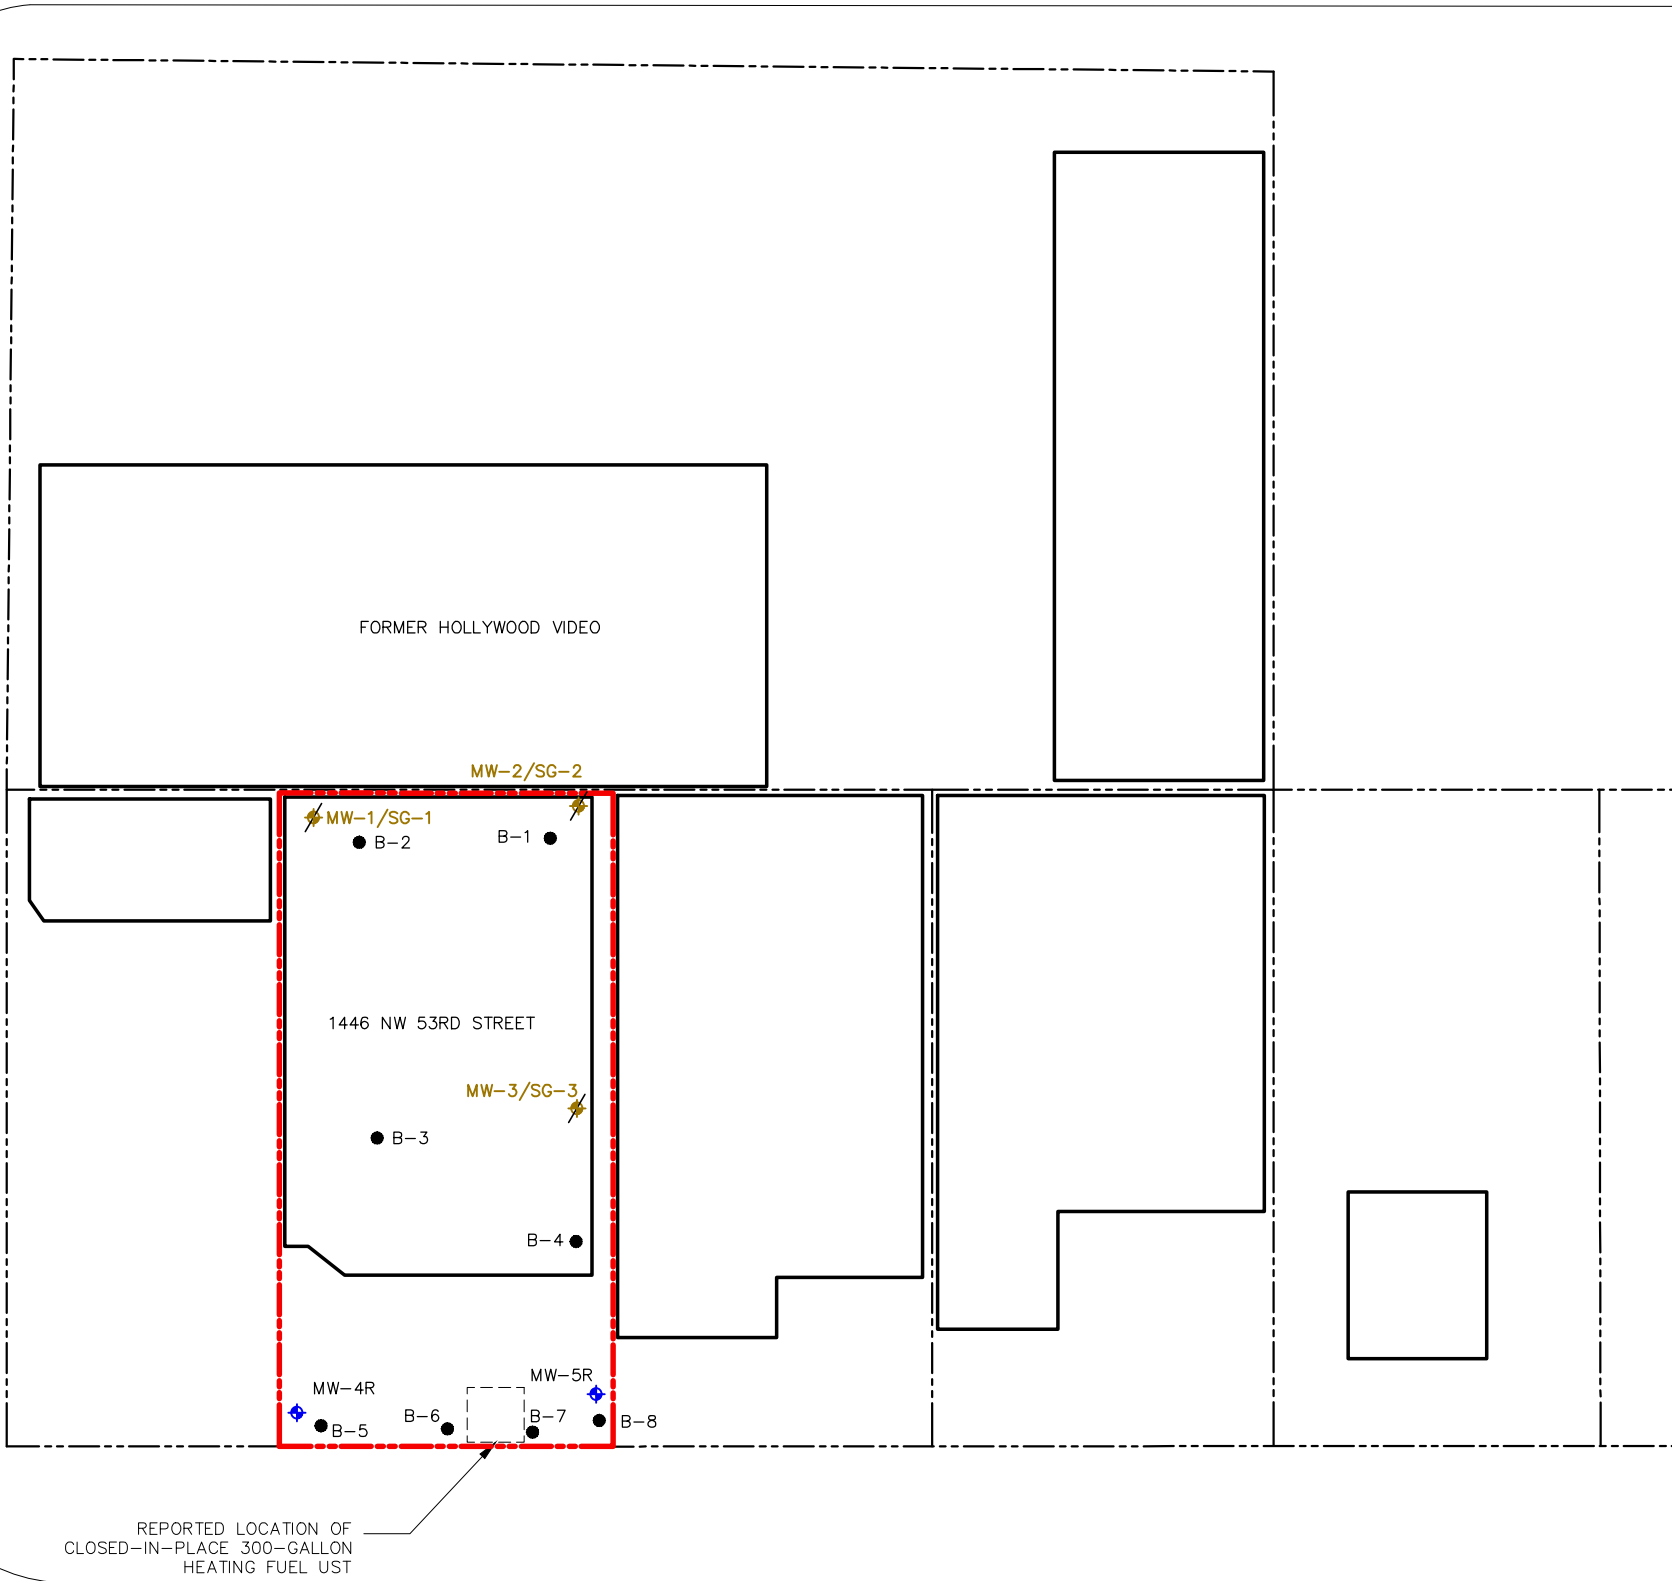 FORMER HOLLYWOOD VIDEO
MW-2/SG-2
MW-1/SG-1
B-2
B-1
1446 NW 53RD STREET
MW-3/SG-3
B-3
B-4
MW-5R
MW-4R
B-6
B-7
B-8
B-5
REPORTED LOCATION OF
CLOSED-IN-PLACE 300-GALLON
HEATING FUEL UST